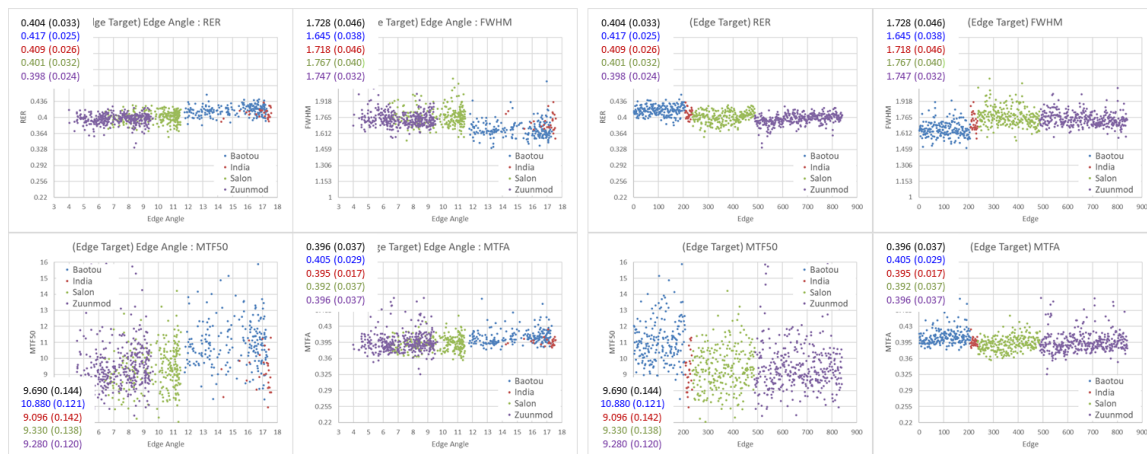 0.404 (0.033)
0.417 (0.025)
0.409 (0.026)
0.401 (0.032)
0.398 (0.024)
dge Target) Edge Angle : RER
0.436
0.4
0.364
0.328
0.292
0.256
0.22
RER
Baotou
India
Salon
Zuunmod
3 4 5 6 7 8 9 10 11 12 13 14 15 16 17 18
Edge Angle
1.728 (0.046)
1.645 (0.038)
1.718 (0.046)
1.767 (0.040)
1.747 (0.032)
ge Target) Edge Angle : FWHM
1.918
1.765
1.612
1.459
1.306
1.153
1
FWHM
Baotou
India
Salon
Zuunmod
3 4 5 6 7 8 9 10 11 12 13 14 15 16 17 18
Edge Angle
0.404 (0.033)
0.417 (0.025)
0.409 (0.026)
0.401 (0.032)
0.398 (0.024)
(Edge Target) RER
0.436
0.4
0.364
0.328
0.292
0.256
0.22
RER
Baotou
India
Salon
Zuunmod
0 100 200 300 400 500 600 700 800 900
Edge
1.728 (0.046)
1.645 (0.038)
1.718 (0.046)
1.767 (0.040)
1.747 (0.032)
(Edge Target) FWHM
1.918
1.765
1.612
1.459
1.306
1.153
1
FWHM
Baotou
India
Salon
Zuunmod
0 100 200 300 400 500 600 700 800 900
Edge
(Edge Target) Edge Angle : MTF50
16
15
14
13
12
11
10
9
MTF50
Baotou
India
Salon
Zuunmod
9.690 (0.144)
10.880 (0.121)
9.096 (0.142)
9.330 (0.138)
9.280 (0.120)
7 8 9 10 11 12 13 14 15 16 17 18
Edge Angle
0.396 (0.037)
0.405 (0.029)
0.395 (0.017)
0.392 (0.037)
0.396 (0.037)
ge Target) Edge Angle : MTFA
0.43
0.395
0.36
0.325
0.29
0.255
0.22
MTFA
Baotou
India
Salon
Zuunmod
3 4 5 6 7 8 9 10 11 12 13 14 15 16 17 18
Edge Angle
(Edge Target) MTF50
16
15
14
13
12
11
10
9
MTF50
Baotou
India
Salon
Zuunmod
9.690 (0.144)
10.880 (0.121)
9.096 (0.142)
9.330 (0.138)
9.280 (0.120)
200 300 400 500 600 700 800 900
Edge
0.396 (0.037)
0.405 (0.029)
0.395 (0.017)
0.392 (0.037)
0.396 (0.037)
(Edge Target) MTFA
0.43
0.395
0.36
0.325
0.29
0.255
0.22
MTFA
Baotou
India
Salon
Zuunmod
0 100 200 300 400 500 600 700 800 900
Edge